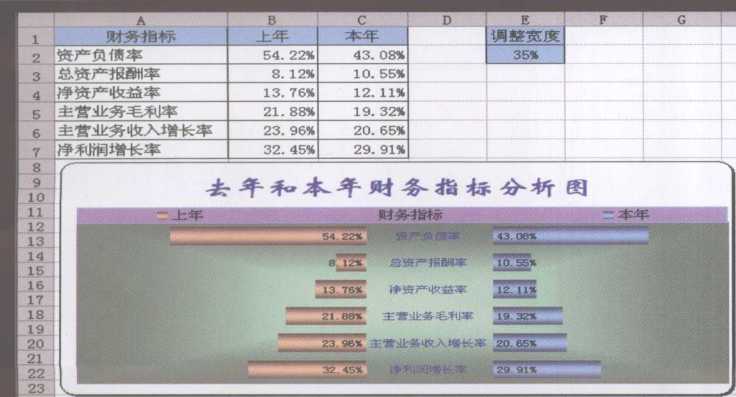 A B C D E F G
1 财务指标 上年 本年 调整宽度
2 资产负债率 54.22% 43.08% 35%
3 总资产报酬率 8.12% 10.55%
4 净资产收益率 13.76% 12.11%
5 主营业务毛利率 21.88% 19.32%
6 主营业务收入增长率 23.96% 20.65%
7 净利润增长率 32.45% 29.91%
8
9 去年和本年财务指标分析图
10
11 上年 财务指标 本年
12
13 54.22% 资产负债率 43.08%
14
15 8.12% 总资产报酬率 10.55%
16 13.76% 净资产收益率 12.11%
17
18 21.88% 主营业务毛利率 19.32%
19
20 23.96% 主营业务收入增长率 20.65%
21
22 32.45% 净利润增长率 29.91%
23